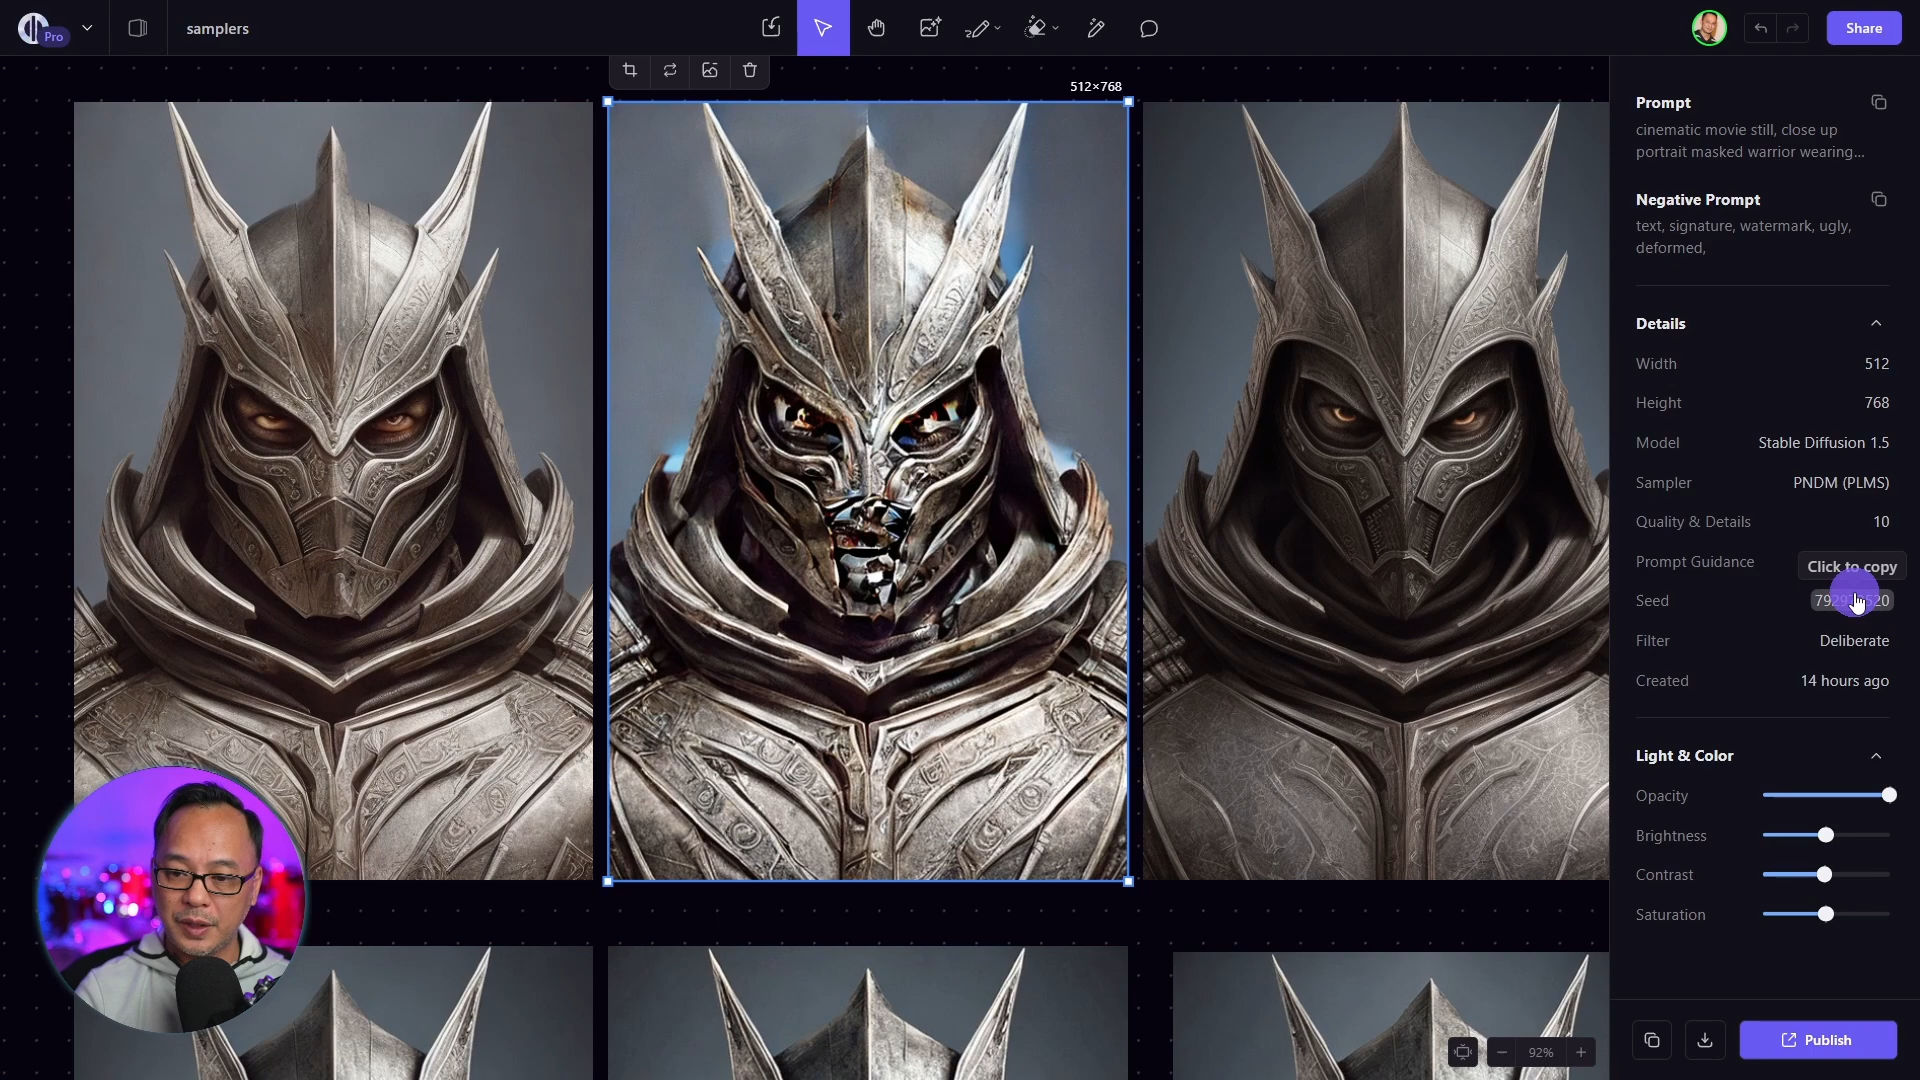 Pro
samplers
Share
512×768
Prompt
cinematic movie still, close up
portrait masked warrior wearing...
Negative Prompt
text, signature, watermark, ugly,
deformed,
Details
Width 512
Height 768
Model Stable Diffusion 1.5
Sampler PNDM (PLMS)
Quality & Details 10
Prompt Guidance
Click to copy
Seed
Filter Deliberate
Created 14 hours ago
Light & Color
Opacity
Brightness
Contrast
Saturation
92%
Publish